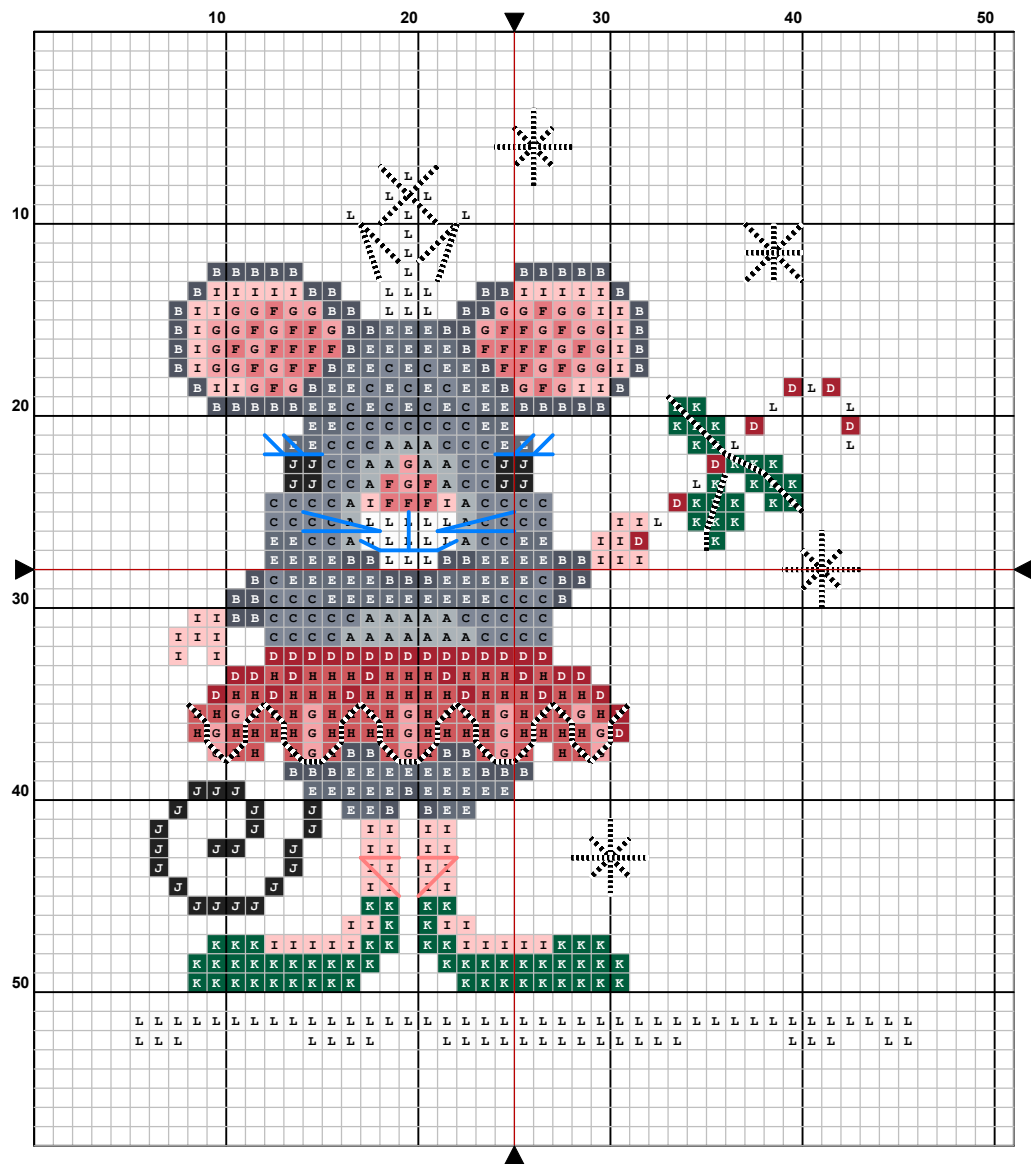 10 20 30 40 50
L
L L
10 L L L
L
L
B B B B B L B B B B B
B I I I I I B B L L L B B I I I I I B
B I I G G F G G B B L L L B B G G F G G I I B
B I G G F G F F G B B E E E B B G F F G F G G I B
B I G F G F F F F B E E E E E B F F F F G F G I B
B I G G F G F F B E E C E C E E B F F G F G G I B
B I I G F G B E E C E C E C E E B G F G I I B D L D
20 B B B B B E E C E C E C E C E E B B B B B K K L L
E E C C C C C C C E E K K K D D
E C C C A A A C C C E K K L L
J J C C A A G A A C C J J D K K K
J J C C A F G F A C C J J L K K K K
C C C C A I F F F I A C C C C D K K K K K
C C C C A L L L L L A C C C C I I L K K K
E E C C A L L L L L A C C E E I I D K
E E E E B B L L L B B E E E E B B I I I
B C E E E E E B B B E E E E E C B B
30 B B C C E E E E E E E E E E C C B
I I B B C C C C C A A A A A C C C C C
I I I C C C C A A A A A A A C C C C
I I D D D D D D D D D D D D D D D
D D H D H H H D H H H D H H H D H D D
D H H D H H H D H H H H H D H H H D H H D
H G H H G H H H G H H H H G H H G H
H G H H H H G H H H H G H H H H G H H H H G D
H G B B G B B G H
B B B E E E E E E E B B B
40 J J J E E E E E B E E E E E
J J J E E B B E E
J J J I I I I
J J J J I I I I
J J I I I I
J J I I I I
J J J J K K K K
I I K K I I
K K K I I I I I K K K K I I I I I K K K
K K K K K K K K K K K K K K K K K K K K
50 K K K K K K K K K K K K K K K K K K
L L L L L L L L L L L L L L L L L L L L L L L L L L L L L L L L L L L L L L L L L
L L L L L L L L L L L L L L L L L L L L L L L